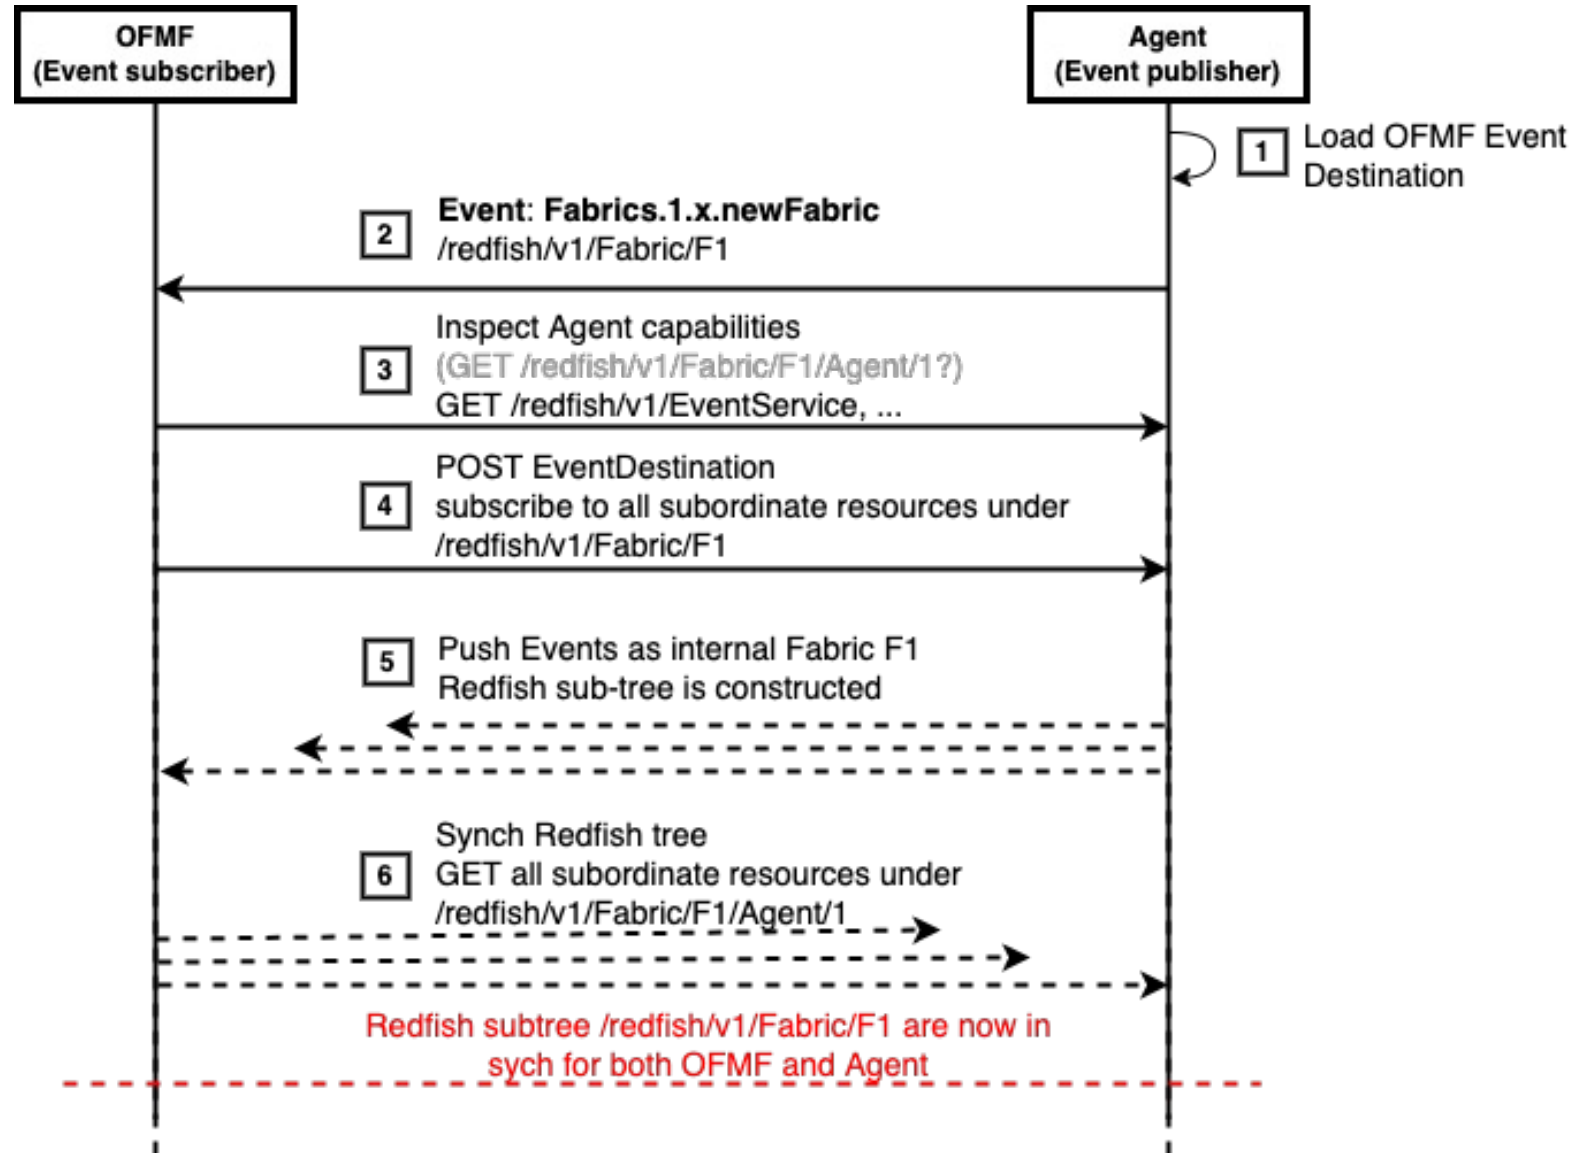 OFMF
(Event subscriber)
Agent
(Event publisher)
1
Load OFMF Event
Destination
2
Event: Fabrics.1.x.newFabric
/redfish/v1/Fabric/F1
3
Inspect Agent capabilities
(GET /redfish/v1/Fabric/F1/Agent/1?)
GET /redfish/v1/EventService, ...
4
POST EventDestination
subscribe to all subordinate resources under
/redfish/v1/Fabric/F1
5
Push Events as internal Fabric F1
Redfish sub-tree is constructed
6
Synch Redfish tree
GET all subordinate resources under
/redfish/v1/Fabric/F1/Agent/1
Redfish subtree /redfish/v1/Fabric/F1 are now in
sych for both OFMF and Agent